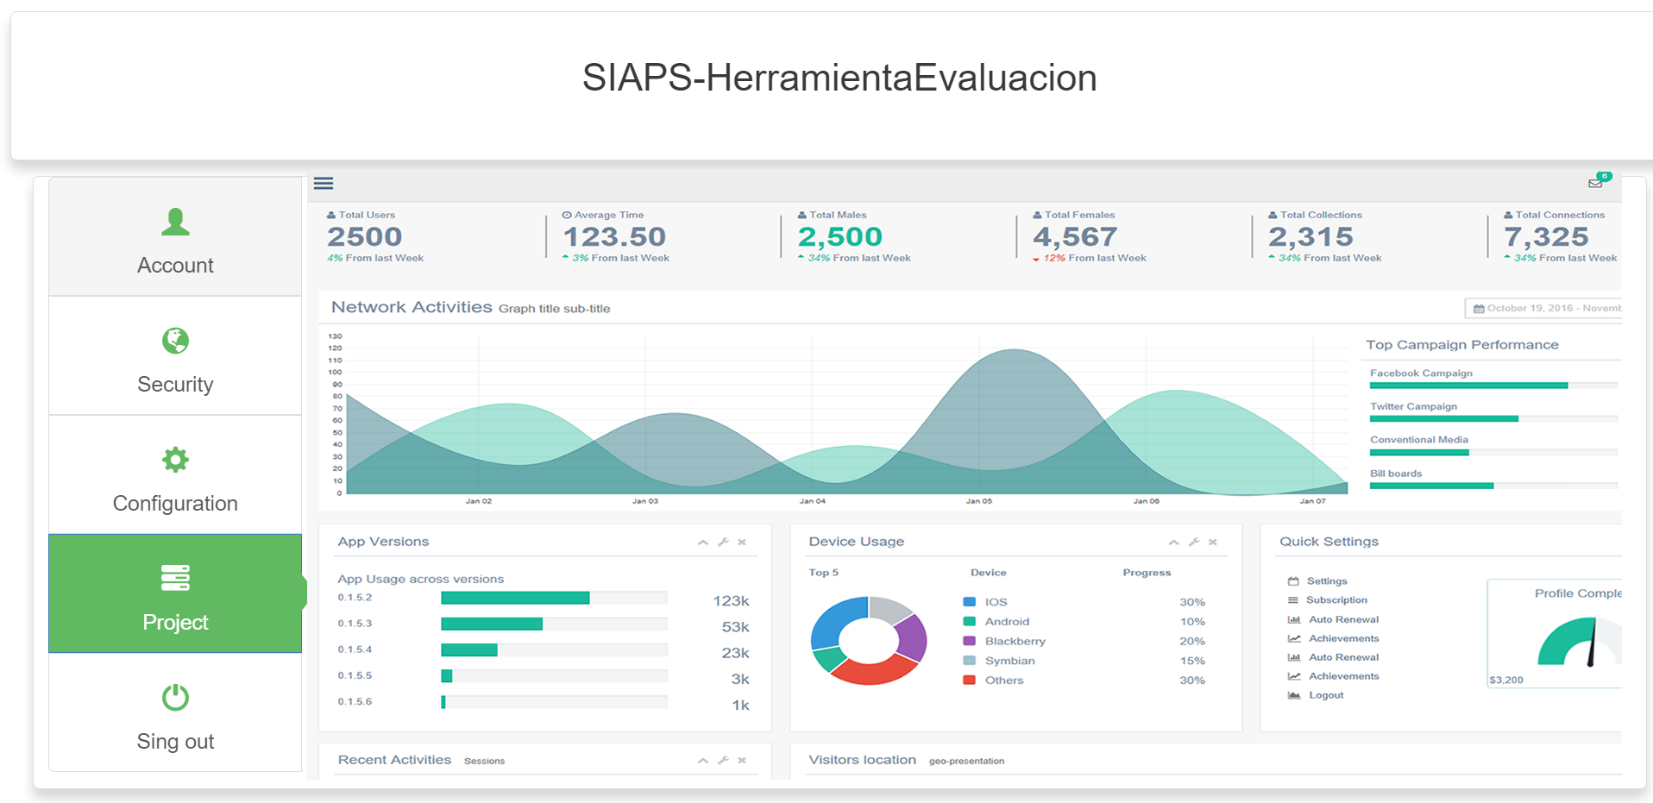 SIAPS-HerramientaEvaluacion
Account
Security
Configuration
Project
Sing out
6
Total Users
2500
4% From last Week
Average Time
123.50
3% From last Week
Total Males
2,500
34% From last Week
Total Females
4,567
12% From last Week
Total Collections
2,315
34% From last Week
Total Connections
7,325
34% From last Week
Network Activities Graph title sub-title
October 19, 2016 - Novemb
130
120
110
100
90
80
70
60
50
40
30
20
10
0
Jan 02 Jan 03 Jan 04 Jan 05 Jan 06 Jan 07
Top Campaign Performance
Facebook Campaign
Twitter Campaign
Conventional Media
Bill boards
App Versions
App Usage across versions
0.1.5.2 123k
0.1.5.3 53k
0.1.5.4 23k
0.1.5.5 3k
0.1.5.6 1k
Device Usage
Top 5 Device Progress
IOS 30%
Android 10%
Blackberry 20%
Symbian 15%
Others 30%
Quick Settings
Settings
Subscription
Auto Renewal
Achievements
Auto Renewal
Achievements
Logout
Profile Comple
$3,200
Recent Activities Sessions
Visitors location geo-presentation